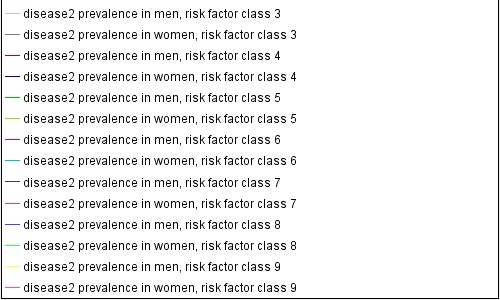 disease2 prevalence in men, risk factor class 3
disease2 prevalence in women, risk factor class 3
disease2 prevalence in men, risk factor class 4
disease2 prevalence in women, risk factor class 4
disease2 prevalence in men, risk factor class 5
disease2 prevalence in women, risk factor class 5
disease2 prevalence in men, risk factor class 6
disease2 prevalence in women, risk factor class 6
disease2 prevalence in men, risk factor class 7
disease2 prevalence in women, risk factor class 7
disease2 prevalence in men, risk factor class 8
disease2 prevalence in women, risk factor class 8
disease2 prevalence in men, risk factor class 9
disease2 prevalence in women, risk factor class 9